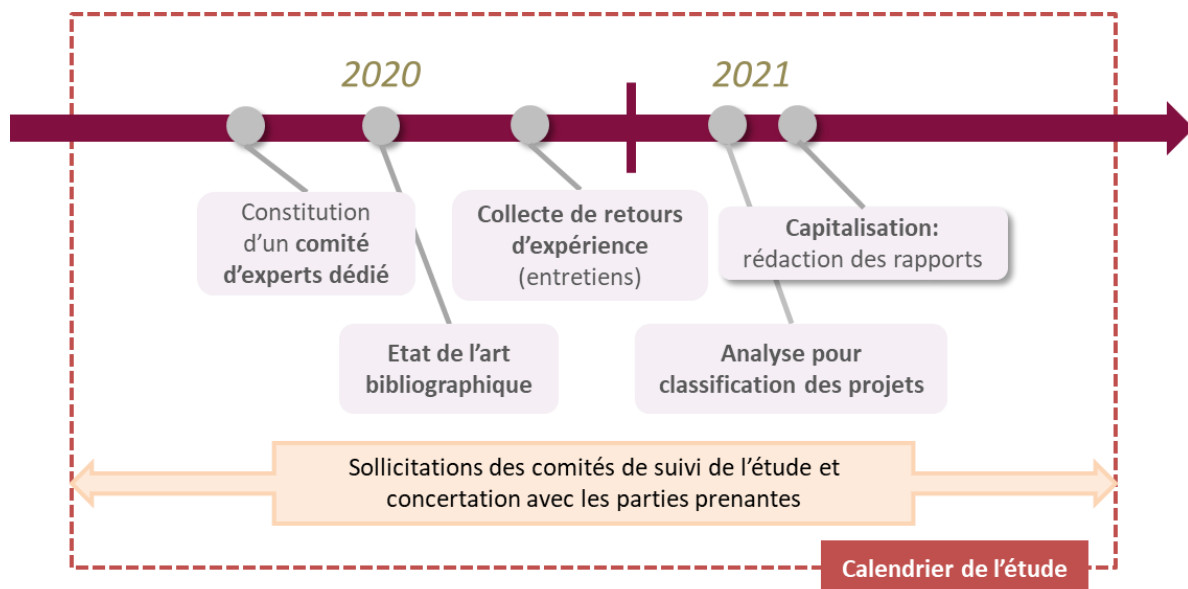 2020
2021
Constitution
d’un comité
d’experts dédié
Collecte de retours
d’expérience
(entretiens)
Capitalisation:
rédaction des rapports
Etat de l’art
bibliographique
Analyse pour
classification des projets
Sollicitations des comités de suivi de l’étude et
concertation avec les parties prenantes
Calendrier de l’étude